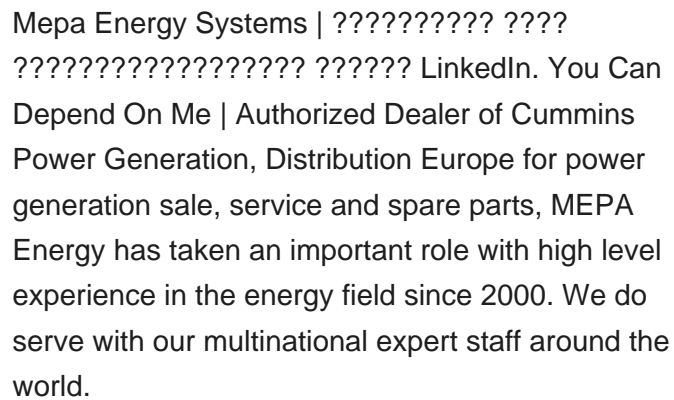 Mepa Energy Systems | ?????????? ????
?????????????????? ?????? LinkedIn. You Can
Depend On Me | Authorized Dealer of Cummins
Power Generation, Distribution Europe for power
generation sale, service and spare parts, MEPA
Energy has taken an important role with high level
experience in the energy field since 2000. We do
serve with our multinational expert staff around the
world.